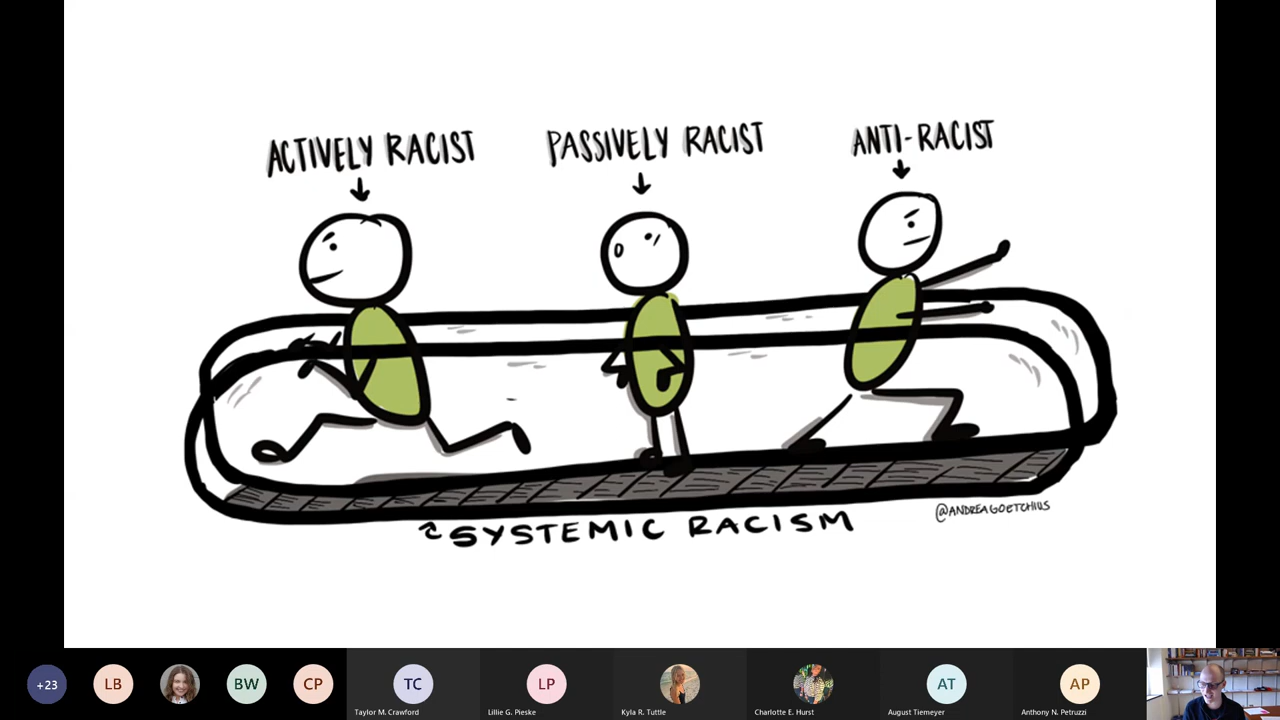 ACTIVELY RACIST
PASSIVELY RACIST
ANTI-RACIST
SYSTEMIC RACISM
@ANDREAGOETCHIUS
+23
LB
BW
CP
TC
Taylor M. Crawford
LP
Lillie G. Pieske
Kyla R. Tuttle
Charlotte E. Hurst
AT
August Tiemeyer
AP
Anthony N. Petruzzi